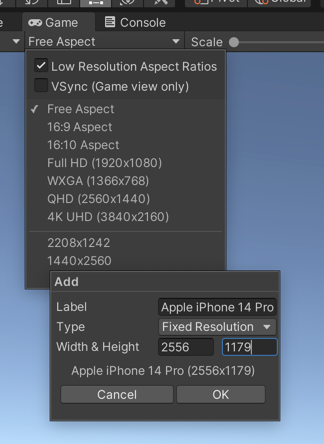 Game
Console
Free Aspect
Scale
Low Resolution Aspect Ratios
VSync (Game view only)
Free Aspect
16:9 Aspect
16:10 Aspect
Full HD (1920x1080)
WXGA (1366x768)
QHD (2560x1440)
4K UHD (3840x2160)
2208x1242
1440x2560
Add
Label Apple iPhone 14 Pro
Type Fixed Resolution
Width & Height 2556 1179
Apple iPhone 14 Pro (2556x1179)
Cancel OK